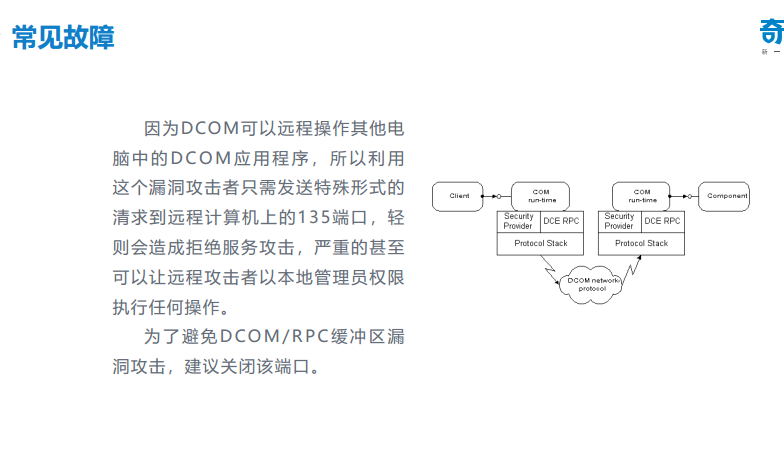 常见故障
奇
新一
因为DCOM可以远程操作其他电
脑中的DCOM应用程序，所以利用
这个漏洞攻击者只需发送特殊形式的
请求到远程计算机上的135端口，轻
则会造成拒绝服务攻击，严重的甚至
可以让远程攻击者以本地管理员权限
执行任何操作。
为了避免DCOM/RPC缓冲区漏
洞攻击，建议关闭该端口。
Client
COM
run-time
Security
Provider
DCE RPC
Protocol Stack
COM
run-time
Component
Security
Provider
DCE RPC
Protocol Stack
DCOM network-
protocol